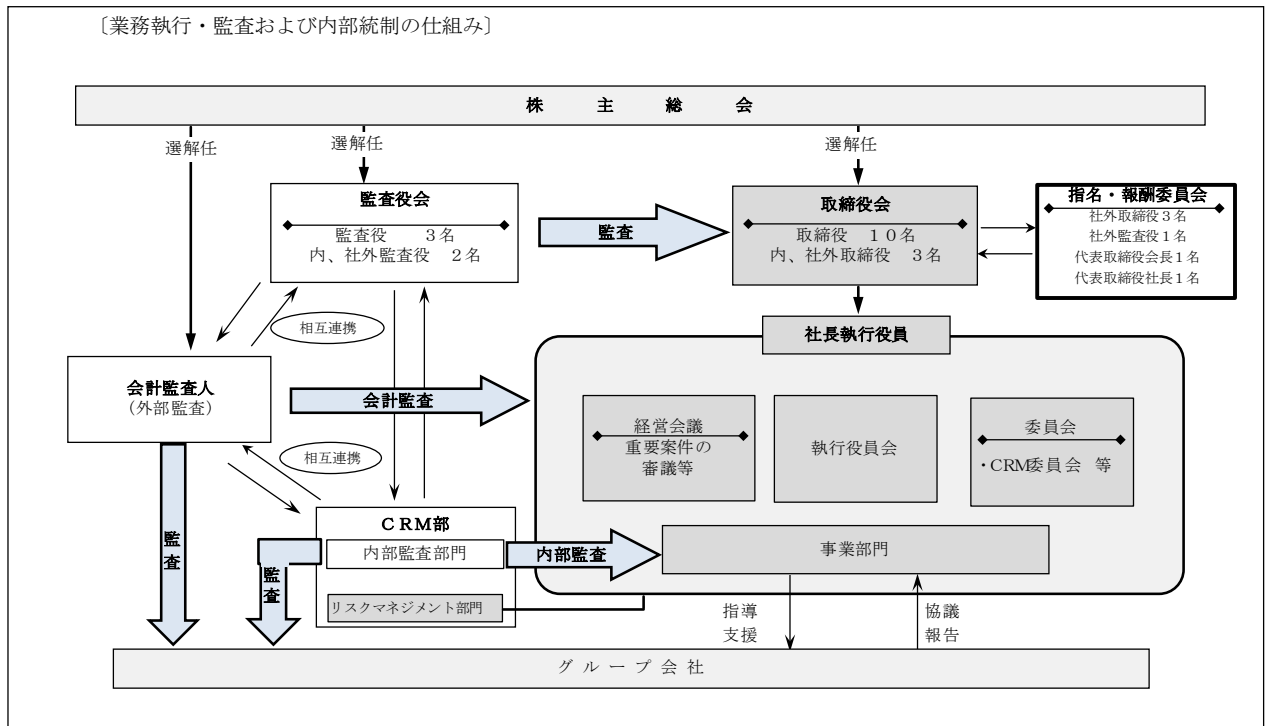 〔業務執行・監査および内部統制の仕組み〕
株 主 総 会
選解任
選解任
選解任
監査役会
監査役 3名
内、社外監査役 2名
監査
取締役会
取締役 10名
内、社外取締役 3名
指名・報酬委員会
社外取締役3名
社外監査役1名
代表取締役会長1名
代表取締役社長1名
相互連携
社長執行役員
会計監査人
（外部監査）
会計監査
経営会議
重要案件の
審議等
執行役員会
委員会
・CRM委員会 等
相互連携
CRM部
内部監査部門
内部監査
事業部門
監査
監査
リスクマネジメント部門
指導
支援
協議
報告
グループ会社